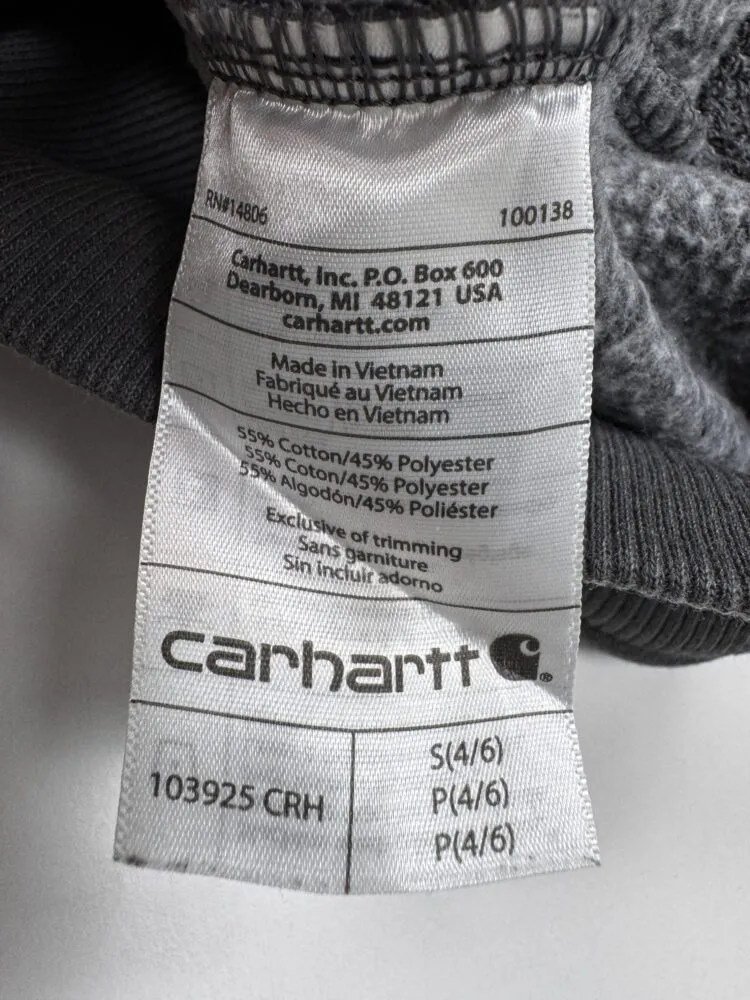 RN#14806 100138
Carhartt, Inc. P.O. Box 600
Dearborn, MI 48121 USA
carhartt.com
Made in Vietnam
Fabriqué au Vietnam
Hecho en Vietnam
55% Cotton/45% Polyester
55% Coton/45% Polyester
55% Algodón/45% Poliéster
Exclusive of trimming
Sans garniture
Sin incluir adorno
carhartt ®
103925 CRH
S(4/6)
P(4/6)
P(4/6)